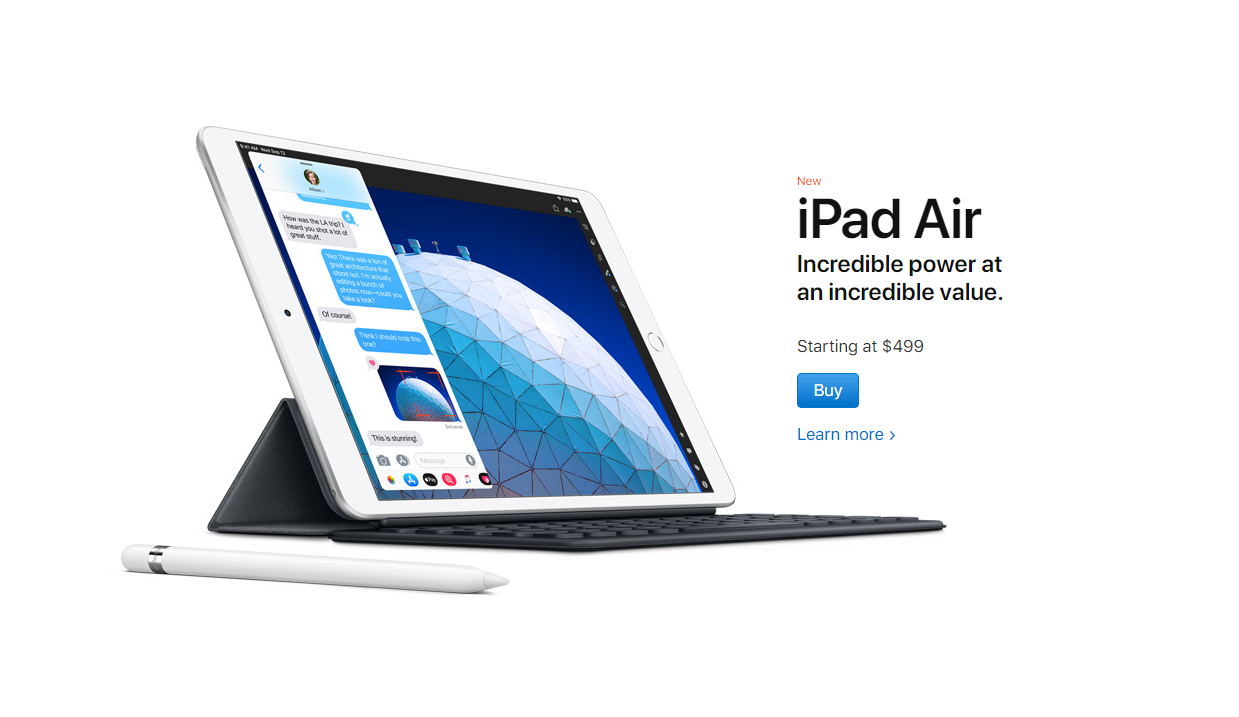 9:41 AM Wed Sep 12
100%
Allison
How was the LA trip? I
heard you shot a lot of
great stuff.
Yes! There was a ton of
great architecture that
stood out. I'm actually
editing a bunch of
photos now—could you
take a look?
Of course!
Think I should crop this
one?
Delivered
This is stunning!
iMessage
Pay
New
iPad Air
Incredible power at
an incredible value.
Starting at $499
Buy
Learn more ›